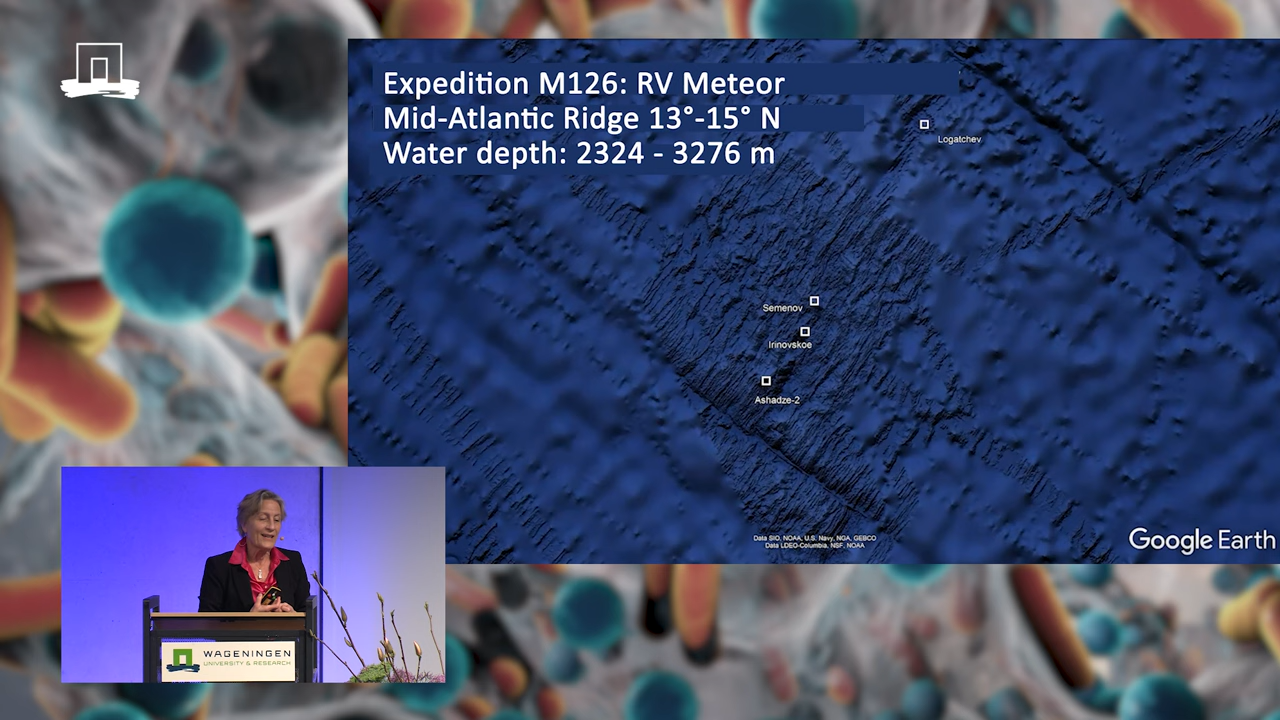 Expedition M126: RV Meteor
Mid-Atlantic Ridge 13°-15° N
Water depth: 2324 - 3276 m
Logatchev
Semenov
Irinovskoe
Ashadze-2
Data SIO, NOAA, U.S. Navy, NGA, GEBCO
Data LDEO-Columbia, NSF, NOAA
Google Earth
WAGENINGEN
UNIVERSITY & RESEARCH